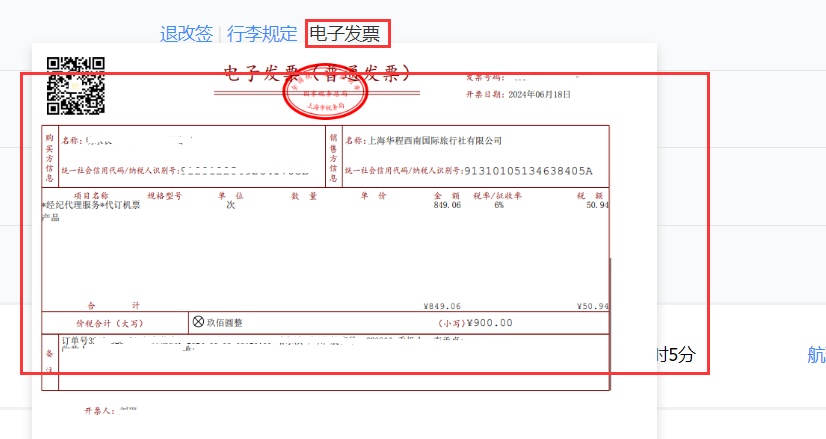 退改签 | 行李规定 电子发票
电子发票（普通发票）
国家税务总局
上海市税务局
发票号码：
开票日期：2024年06月18日
购买方信息
名称：
统一社会信用代码/纳税人识别号：
销售方信息
名称：上海华程西南国际旅行社有限公司
统一社会信用代码/纳税人识别号：91310105134638405A
项目名称 规格型号 单 位 数 量 单 价 金 额 税率/征收率 税 额
*经纪代理服务*代订机票 次 849.06 6% 50.94
产品
合 计 ¥849.06 ¥50.94
价税合计（大写） 玖佰圆整 （小写）¥900.00
备注
订单号
时5分
航
开票人：